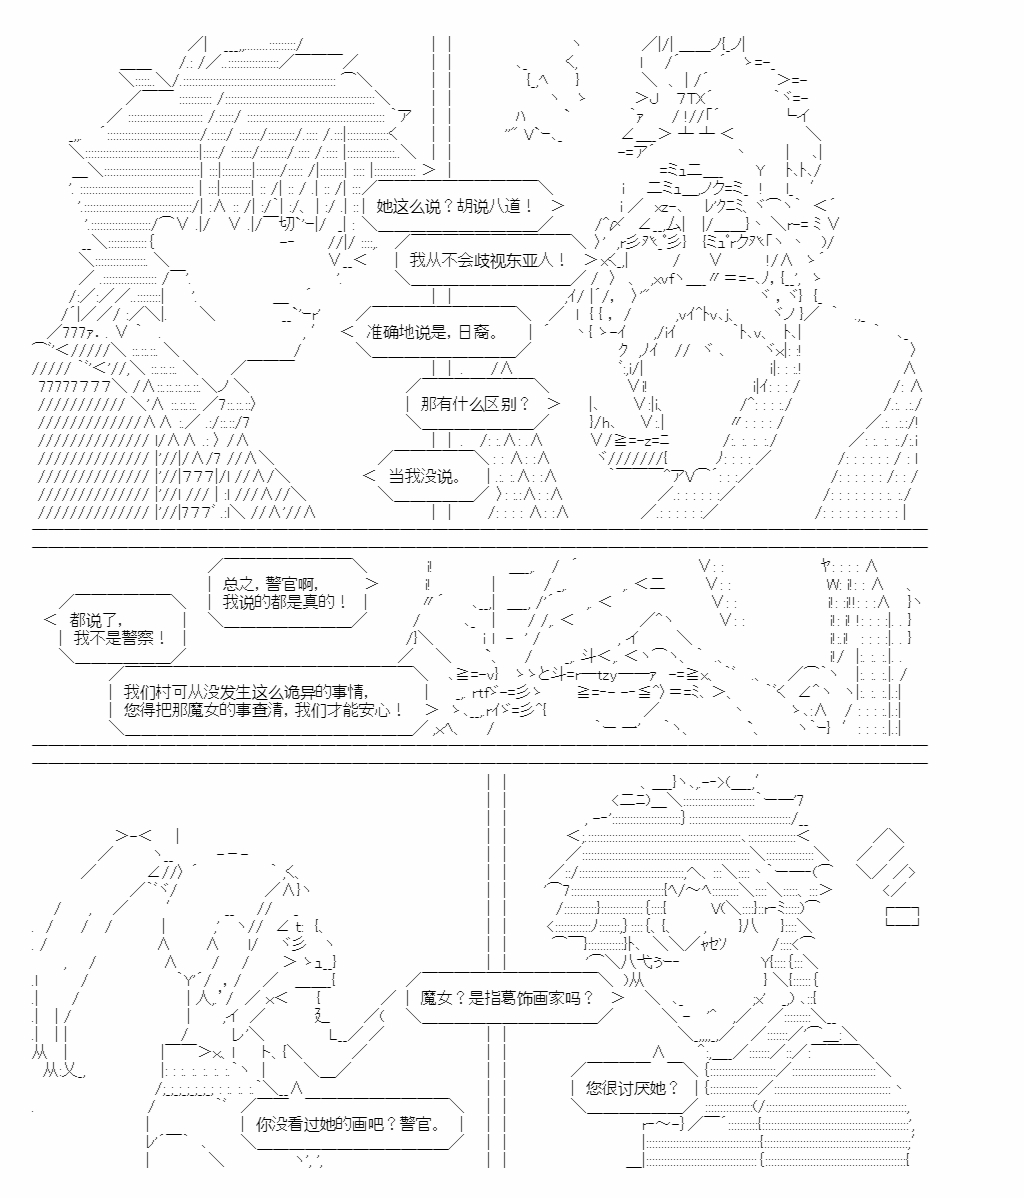 她这么说？胡说八道！
我从不会歧视东亚人！
准确地说是，日裔。
那有什么区别？
当我没说。
总之，警官啊，
我说的都是真的！
都说了，
我不是警察！
我们村可从没发生这么诡异的事情，
您得把那魔女的事查清，我们才能安心！
魔女？是指葛饰画家吗？
您很讨厌她？
你没看过她的画吧？警官。